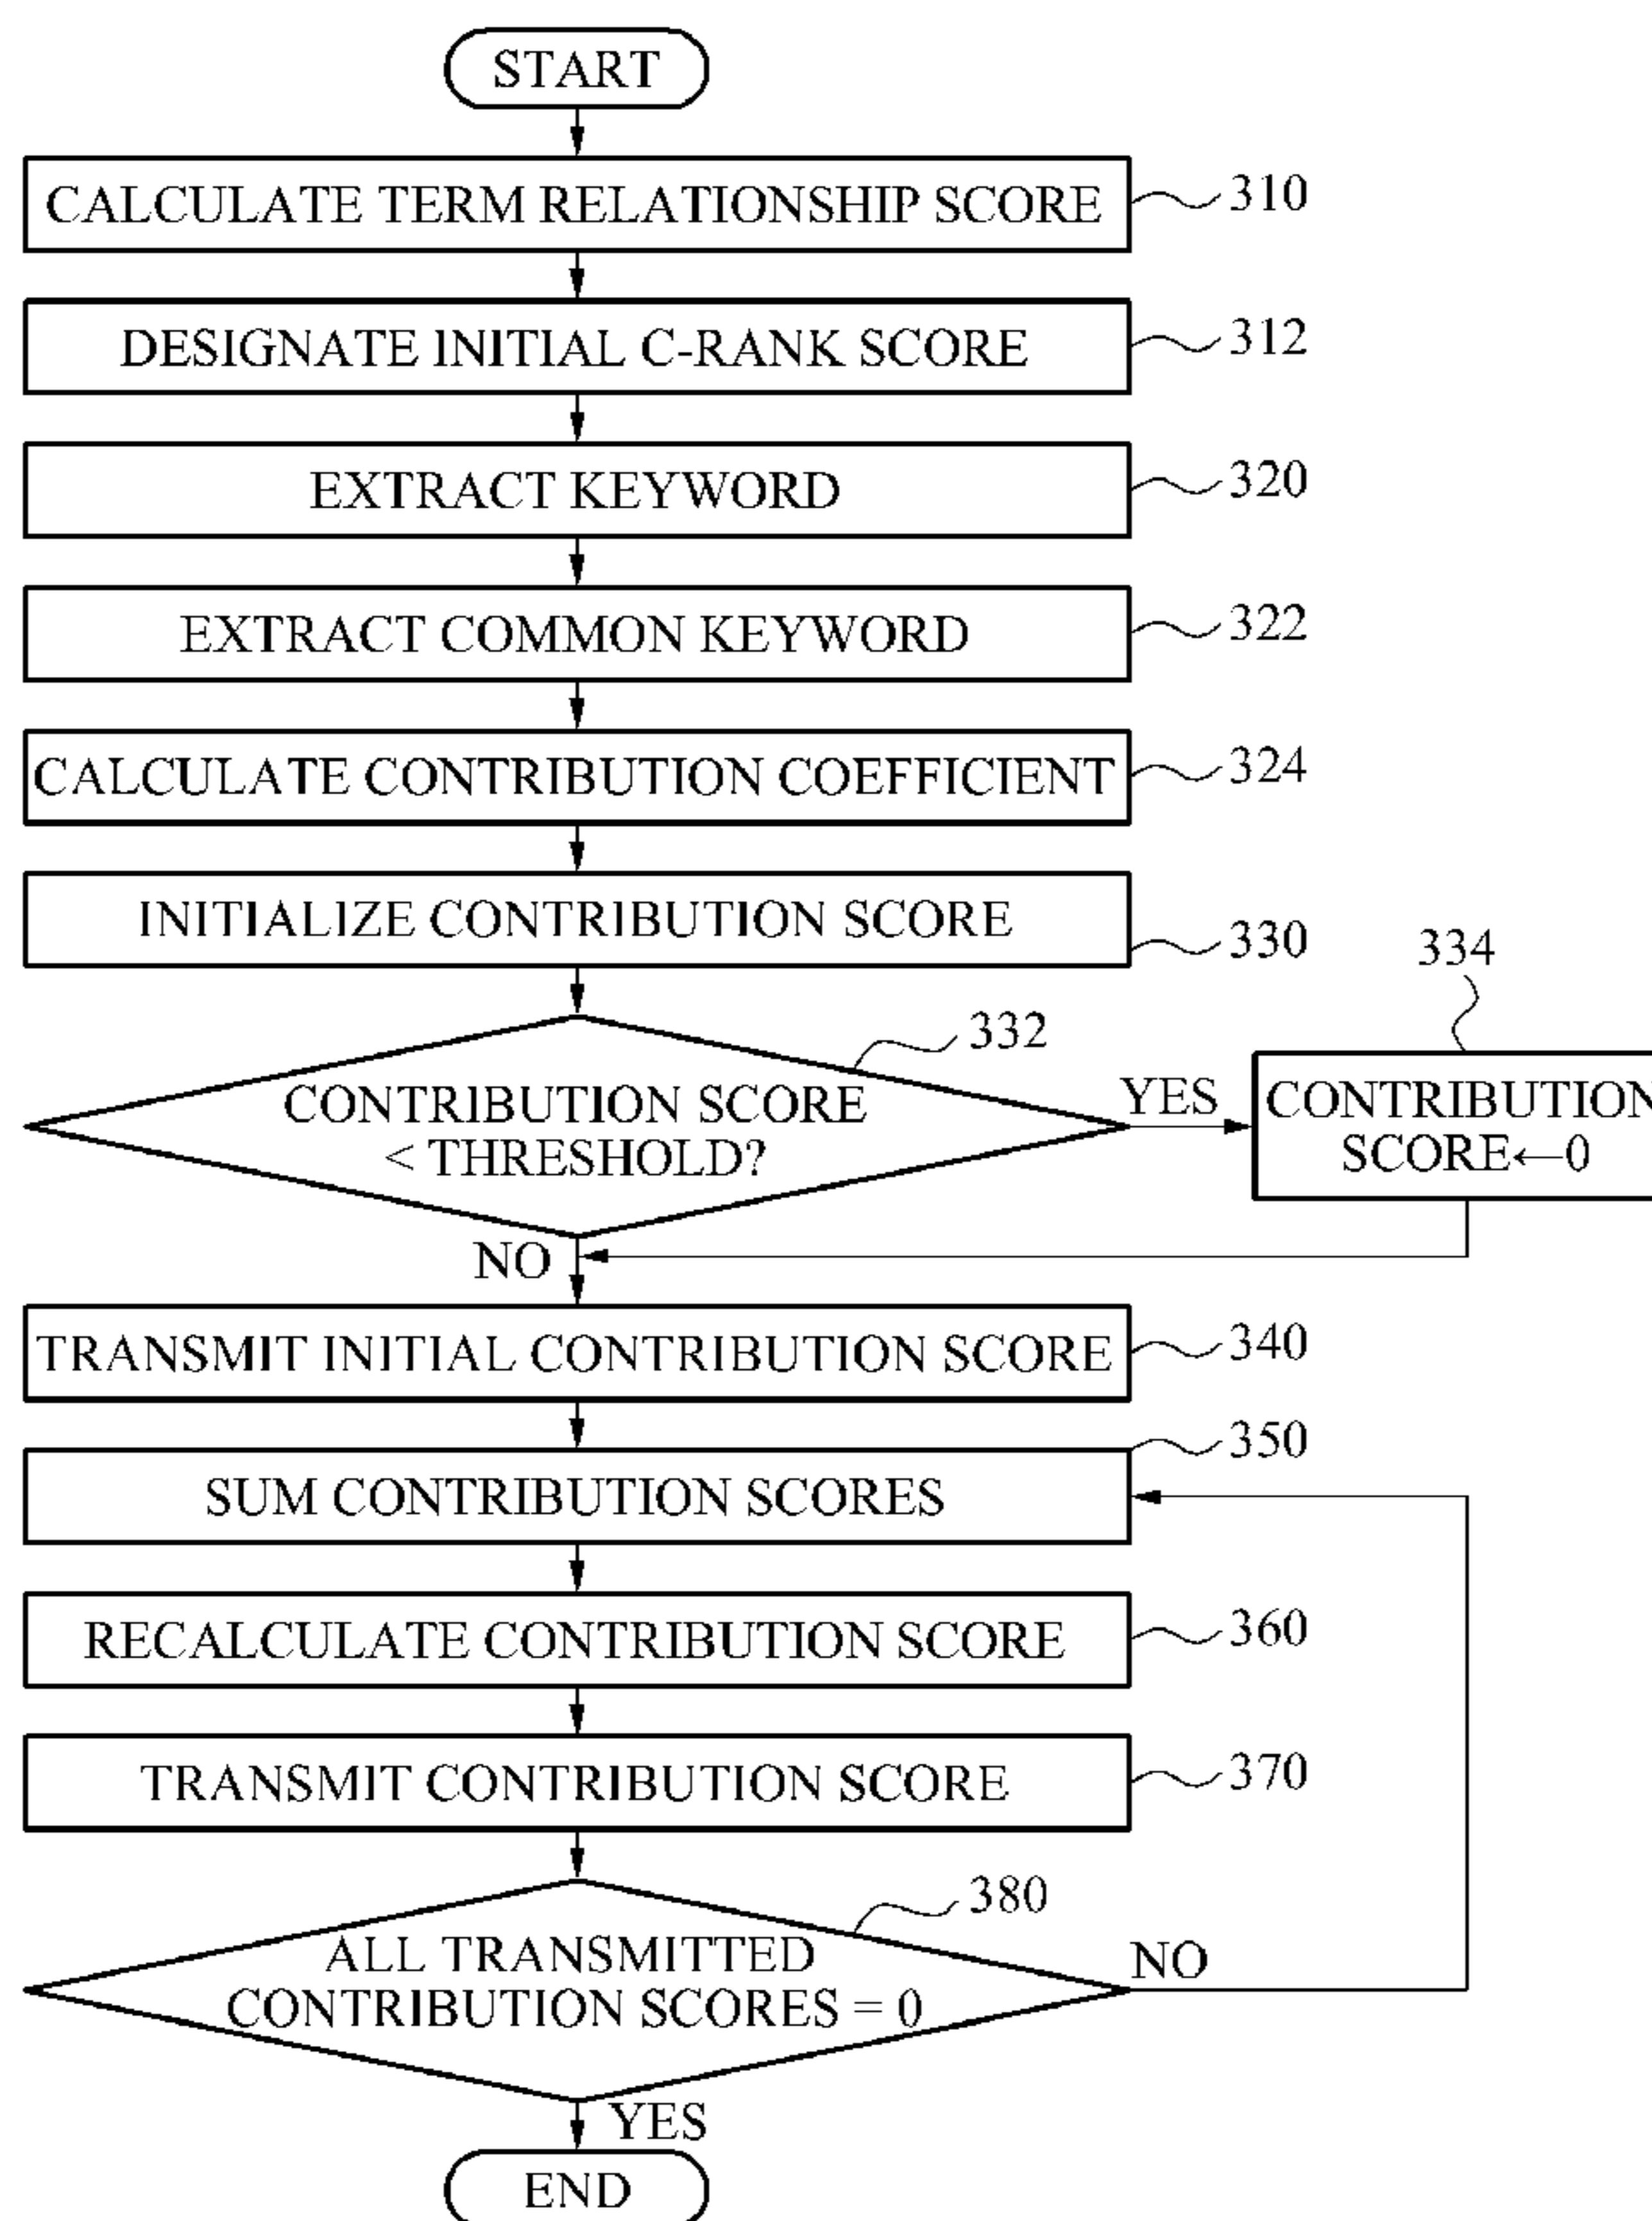 START
CALCULATE TERM RELATIONSHIP SCORE
310
DESIGNATE INITIAL C-RANK SCORE
312
EXTRACT KEYWORD
320
EXTRACT COMMON KEYWORD
322
CALCULATE CONTRIBUTION COEFFICIENT
324
INITIALIZE CONTRIBUTION SCORE
330
334
332
CONTRIBUTION SCORE
< THRESHOLD?
YES
CONTRIBUTION
SCORE←0
NO
TRANSMIT INITIAL CONTRIBUTION SCORE
340
350
SUM CONTRIBUTION SCORES
RECALCULATE CONTRIBUTION SCORE
360
TRANSMIT CONTRIBUTION SCORE
370
380
ALL TRANSMITTED
CONTRIBUTION SCORES = 0
NO
YES
END